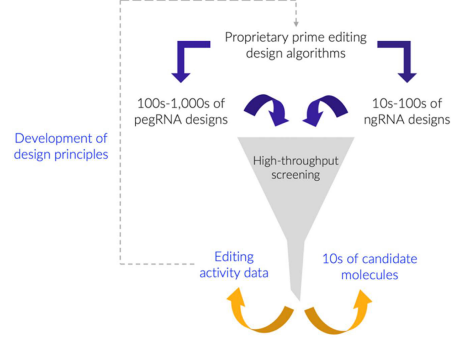 Proprietary prime editing
design algorithms
100s-1,000s of
pegRNA designs
10s-100s of
ngRNA designs
Development of
design principles
High-throughput
screening
Editing
activity data
10s of candidate
molecules